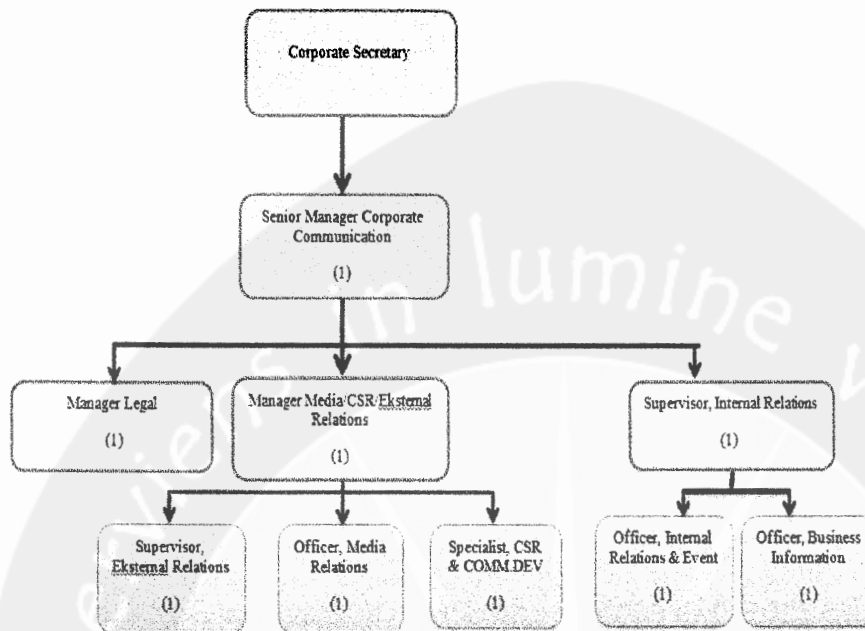 Corporate Secretary
Senior Manager Corporate
Communication
(1)
Manager Legal
(1)
Manager Media/CSR/Eksternal
Relations
(1)
Supervisor, Internal Relations
(1)
Supervisor,
Eksternal Relations
(1)
Officer, Media
Relations
(1)
Specialist, CSR
& COMM.DEV
(1)
Officer, Internal
Relations & Event
(1)
Officer, Business
Information
(1)
in lumine